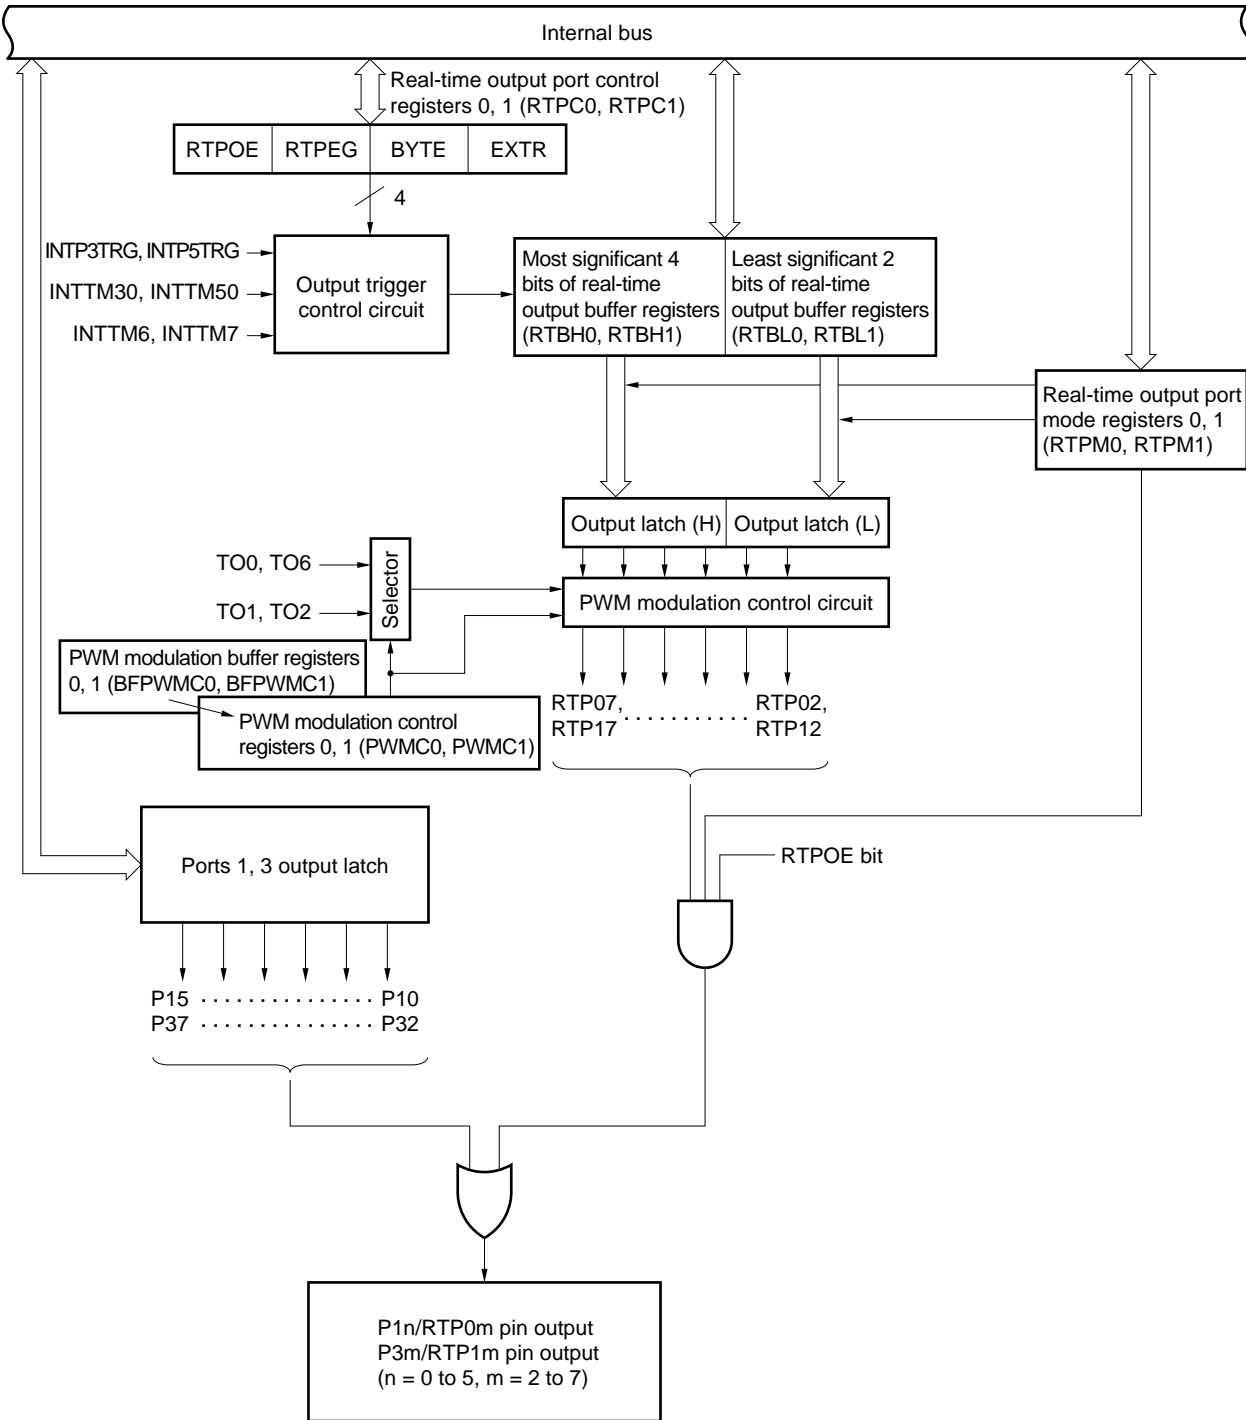 Internal bus
Real-time output port control
registers 0, 1 (RTPC0, RTPC1)
RTPOE RTPEG BYTE EXTR
4
INTP3TRG, INTP5TRG
INTTM30, INTTM50
INTTM6, INTTM7
Output trigger
control circuit
Most significant 4
bits of real-time
output buffer registers
(RTBH0, RTBH1)
Least significant 2
bits of real-time
output buffer registers
(RTBL0, RTBL1)
Real-time output port
mode registers 0, 1
(RTPM0, RTPM1)
Output latch (H) Output latch (L)
TO0, TO6
TO1, TO2
Selector
PWM modulation control circuit
PWM modulation buffer registers
0, 1 (BFPWMC0, BFPWMC1)
PWM modulation control
registers 0, 1 (PWMC0, PWMC1)
RTP07, . . . . . . . . . . . RTP02,
RTP17 RTP12
Ports 1, 3 output latch
RTPOE bit
P15 . . . . . . . . . . . . . . . P10
P37 . . . . . . . . . . . . . . . P32
P1n/RTP0m pin output
P3m/RTP1m pin output
(n = 0 to 5, m = 2 to 7)